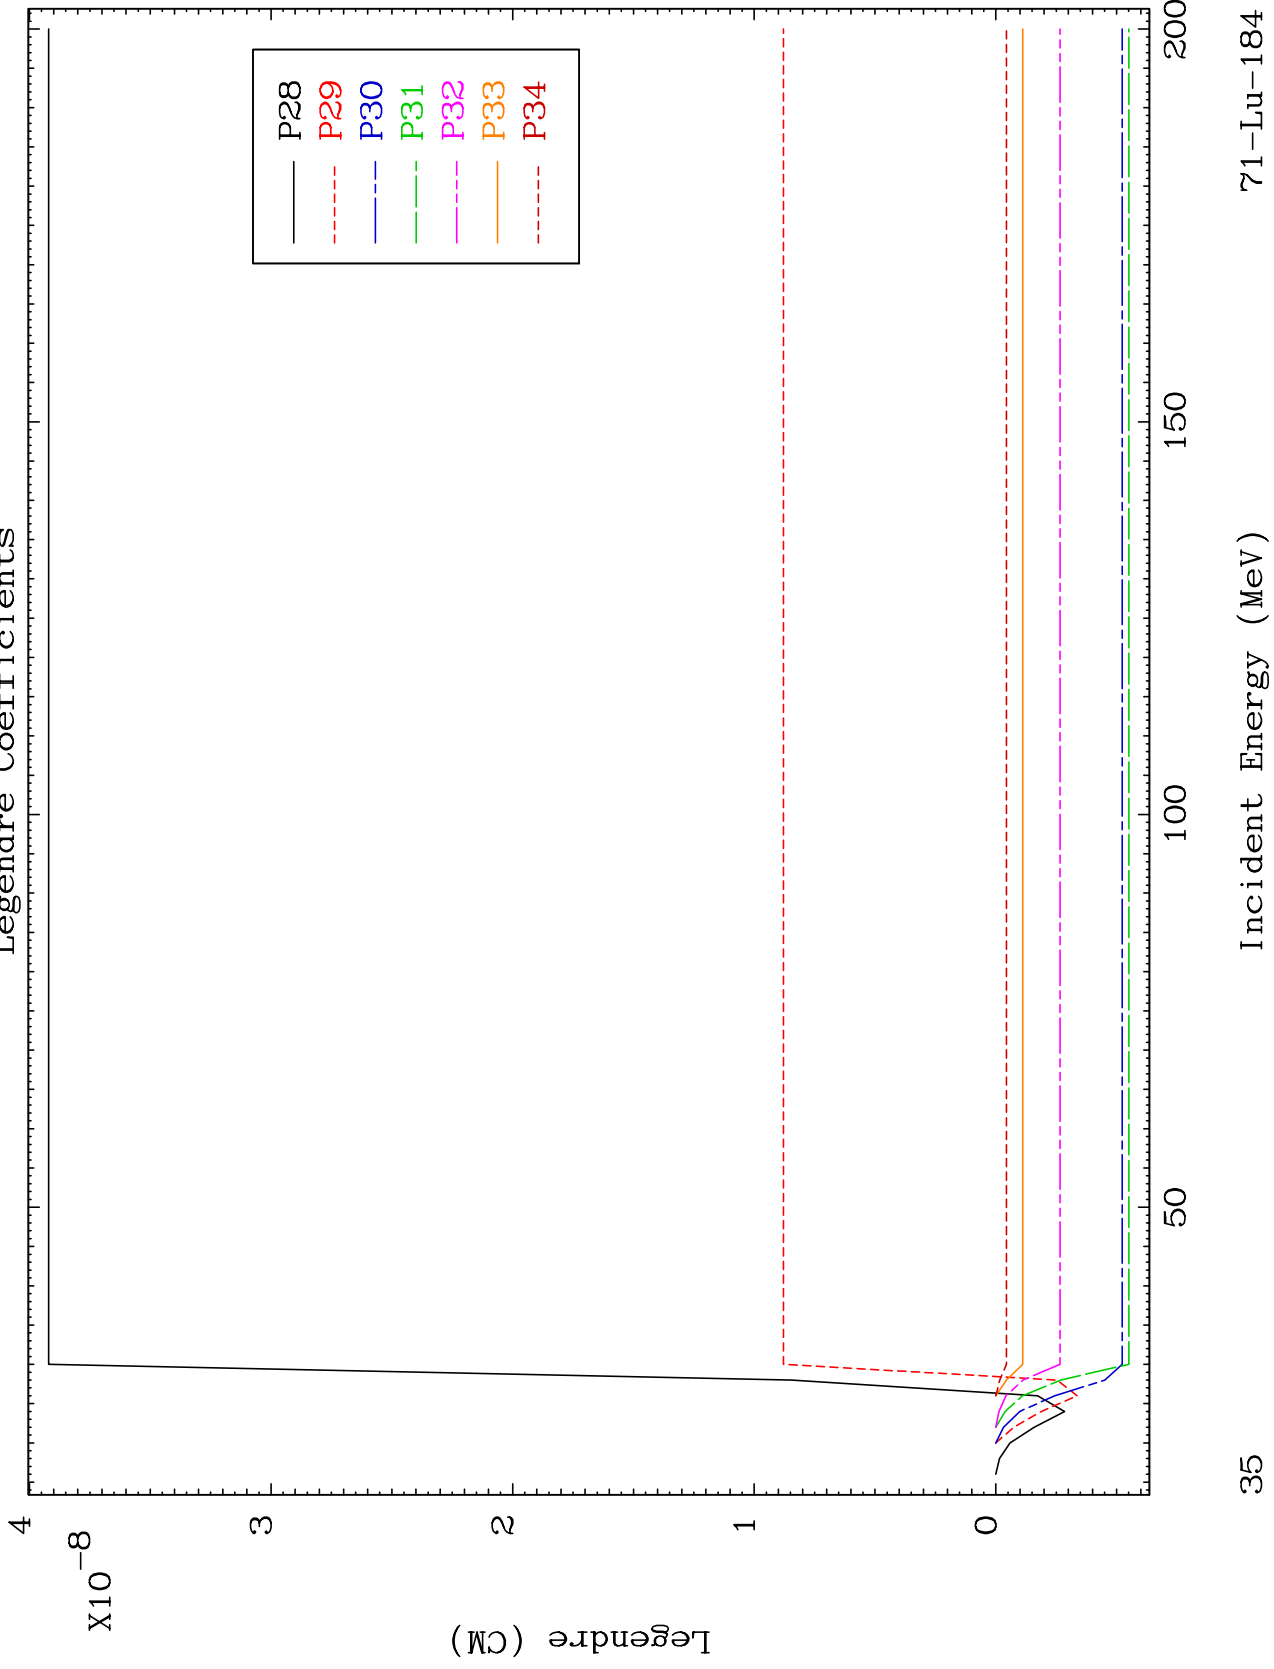 Legendre Coefficients
P28
P29
P30
P31
P32
P33
P34
4
3
2
1
0
X10
-8
Legendre (CM)
50
100
150
200
35
Incident Energy (MeV)
71-Lu-184